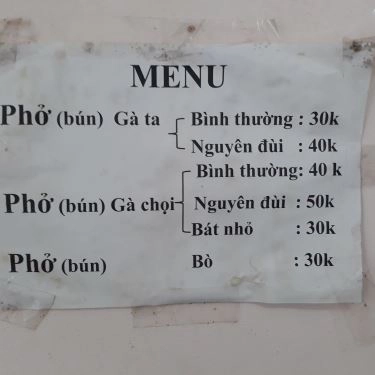 MENU
Phở (bún) Gà ta Bình thường : 30k
Nguyên đùi : 40k
Bình thường: 40 k
Phở (bún) Gà chọi Nguyên đùi : 50k
Bát nhỏ : 30k
Phở (bún) Bò : 30k